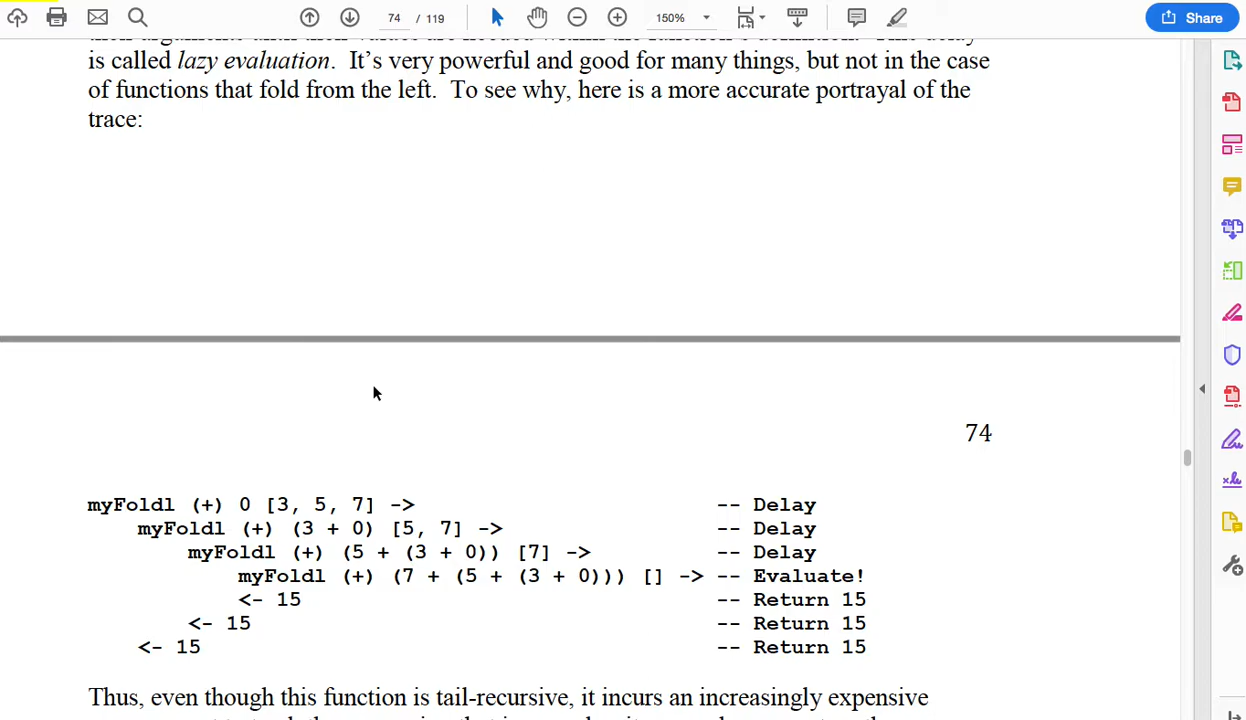 74 / 119
150%
Share
is called lazy evaluation. It's very powerful and good for many things, but not in the case
of functions that fold from the left. To see why, here is a more accurate portrayal of the
trace:
74
myFoldl (+) 0 [3, 5, 7] -> -- Delay
myFoldl (+) (3 + 0) [5, 7] -> -- Delay
myFoldl (+) (5 + (3 + 0)) [7] -> -- Delay
myFoldl (+) (7 + (5 + (3 + 0))) [] -> -- Evaluate!
<- 15 -- Return 15
<- 15 -- Return 15
<- 15 -- Return 15
Thus, even though this function is tail-recursive, it incurs an increasingly expensive